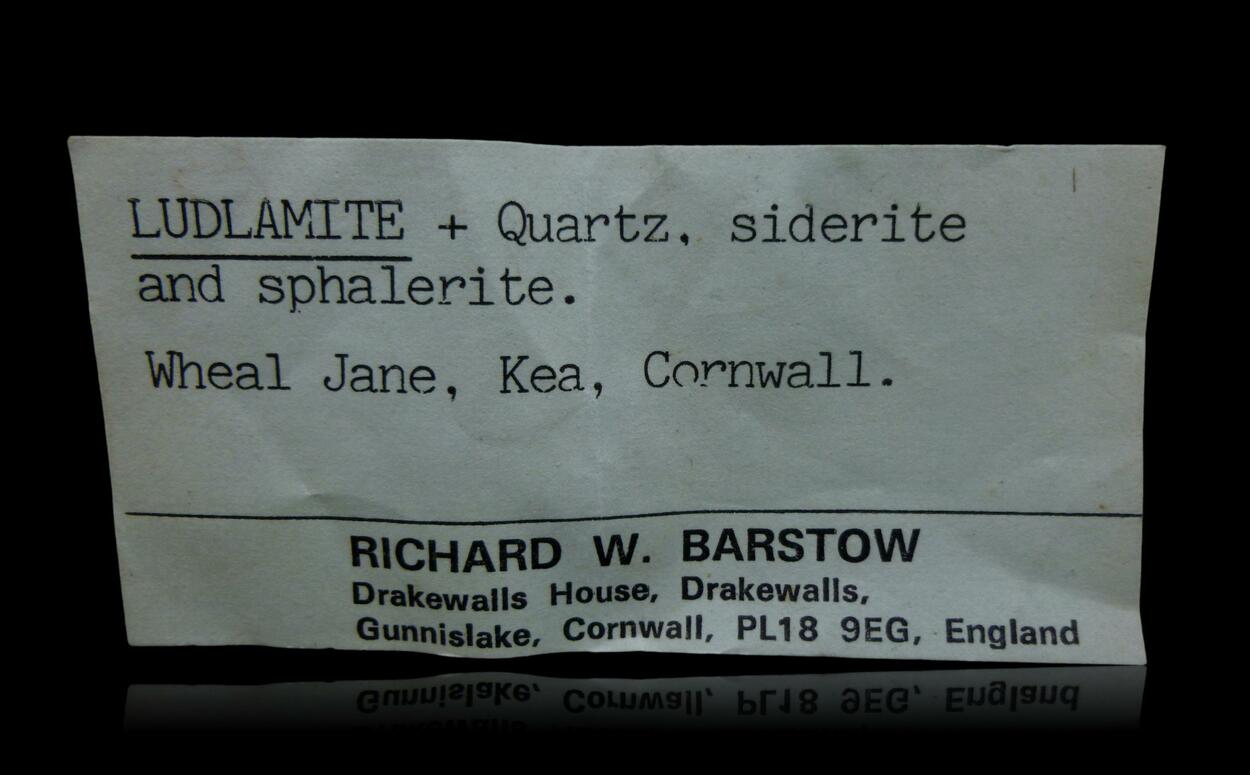 LUDLAMITE + Quartz, siderite
and sphalerite.
Wheal Jane, Kea, Cornwall.
RICHARD W. BARSTOW
Drakewalls House, Drakewalls,
Gunnislake, Cornwall, PL18 9EG, England